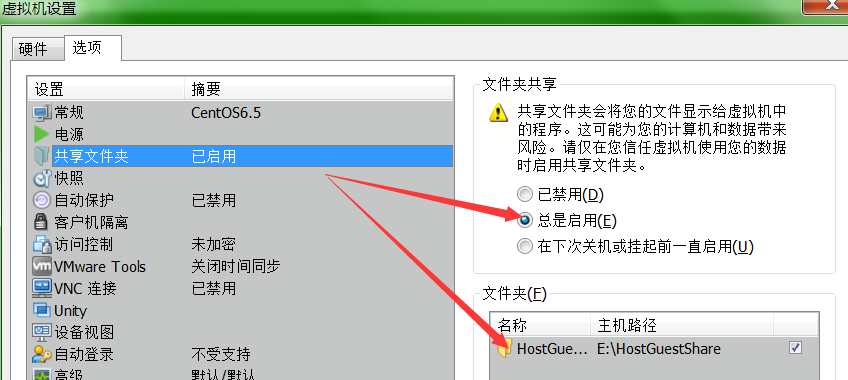 虚拟机设置
硬件 选项
设置 摘要
常规 CentOS6.5
电源
共享文件夹 已启用
快照
自动保护 已禁用
客户机隔离
访问控制 未加密
VMware Tools 关闭时间同步
VNC 连接 已禁用
Unity
设备视图
自动登录 不受支持
高级 默认/默认
文件夹共享
共享文件夹会将您的文件显示给虚拟机中
的程序。这可能为您的计算机和数据带来
风险。请仅在您信任虚拟机使用您的数据
时启用共享文件夹。
已禁用(D)
总是启用(E)
在下次关机或挂起前一直启用(U)
文件夹(F)
名称 主机路径
HostGue... E:\HostGuestShare